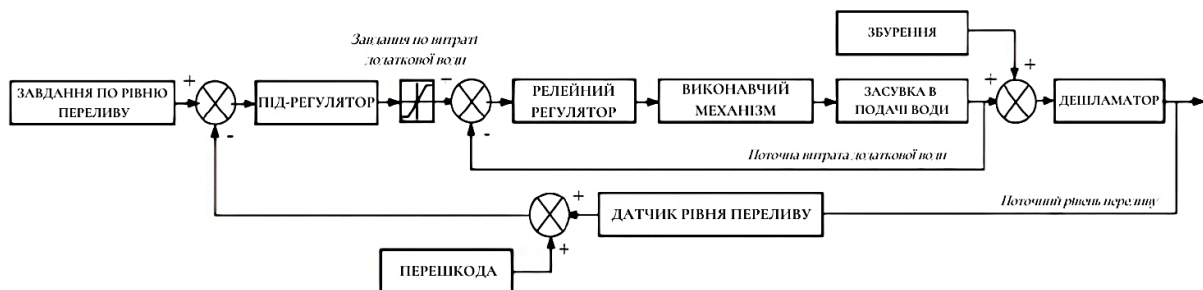 Завдання по витраті
додаткової води
ЗБУРЕННЯ
+
+
−
+
ЗАВДАННЯ ПО РІВНЮ
ПЕРЕЛИВУ
ПІД-РЕГУЛЯТОР
РЕЛЕЙНИЙ
РЕГУЛЯТОР
ВИКОНАВЧИЙ
МЕХАНІЗМ
ЗАСУВКА В
ПОДАЧІ ВОДИ
ДЕШЛАМАТОР
-
-
Поточна витрата додаткової води
+
ДАТЧИК РІВНЯ ПЕРЕЛИВУ
Поточний рівень переливу
+
ПЕРЕШКОДА